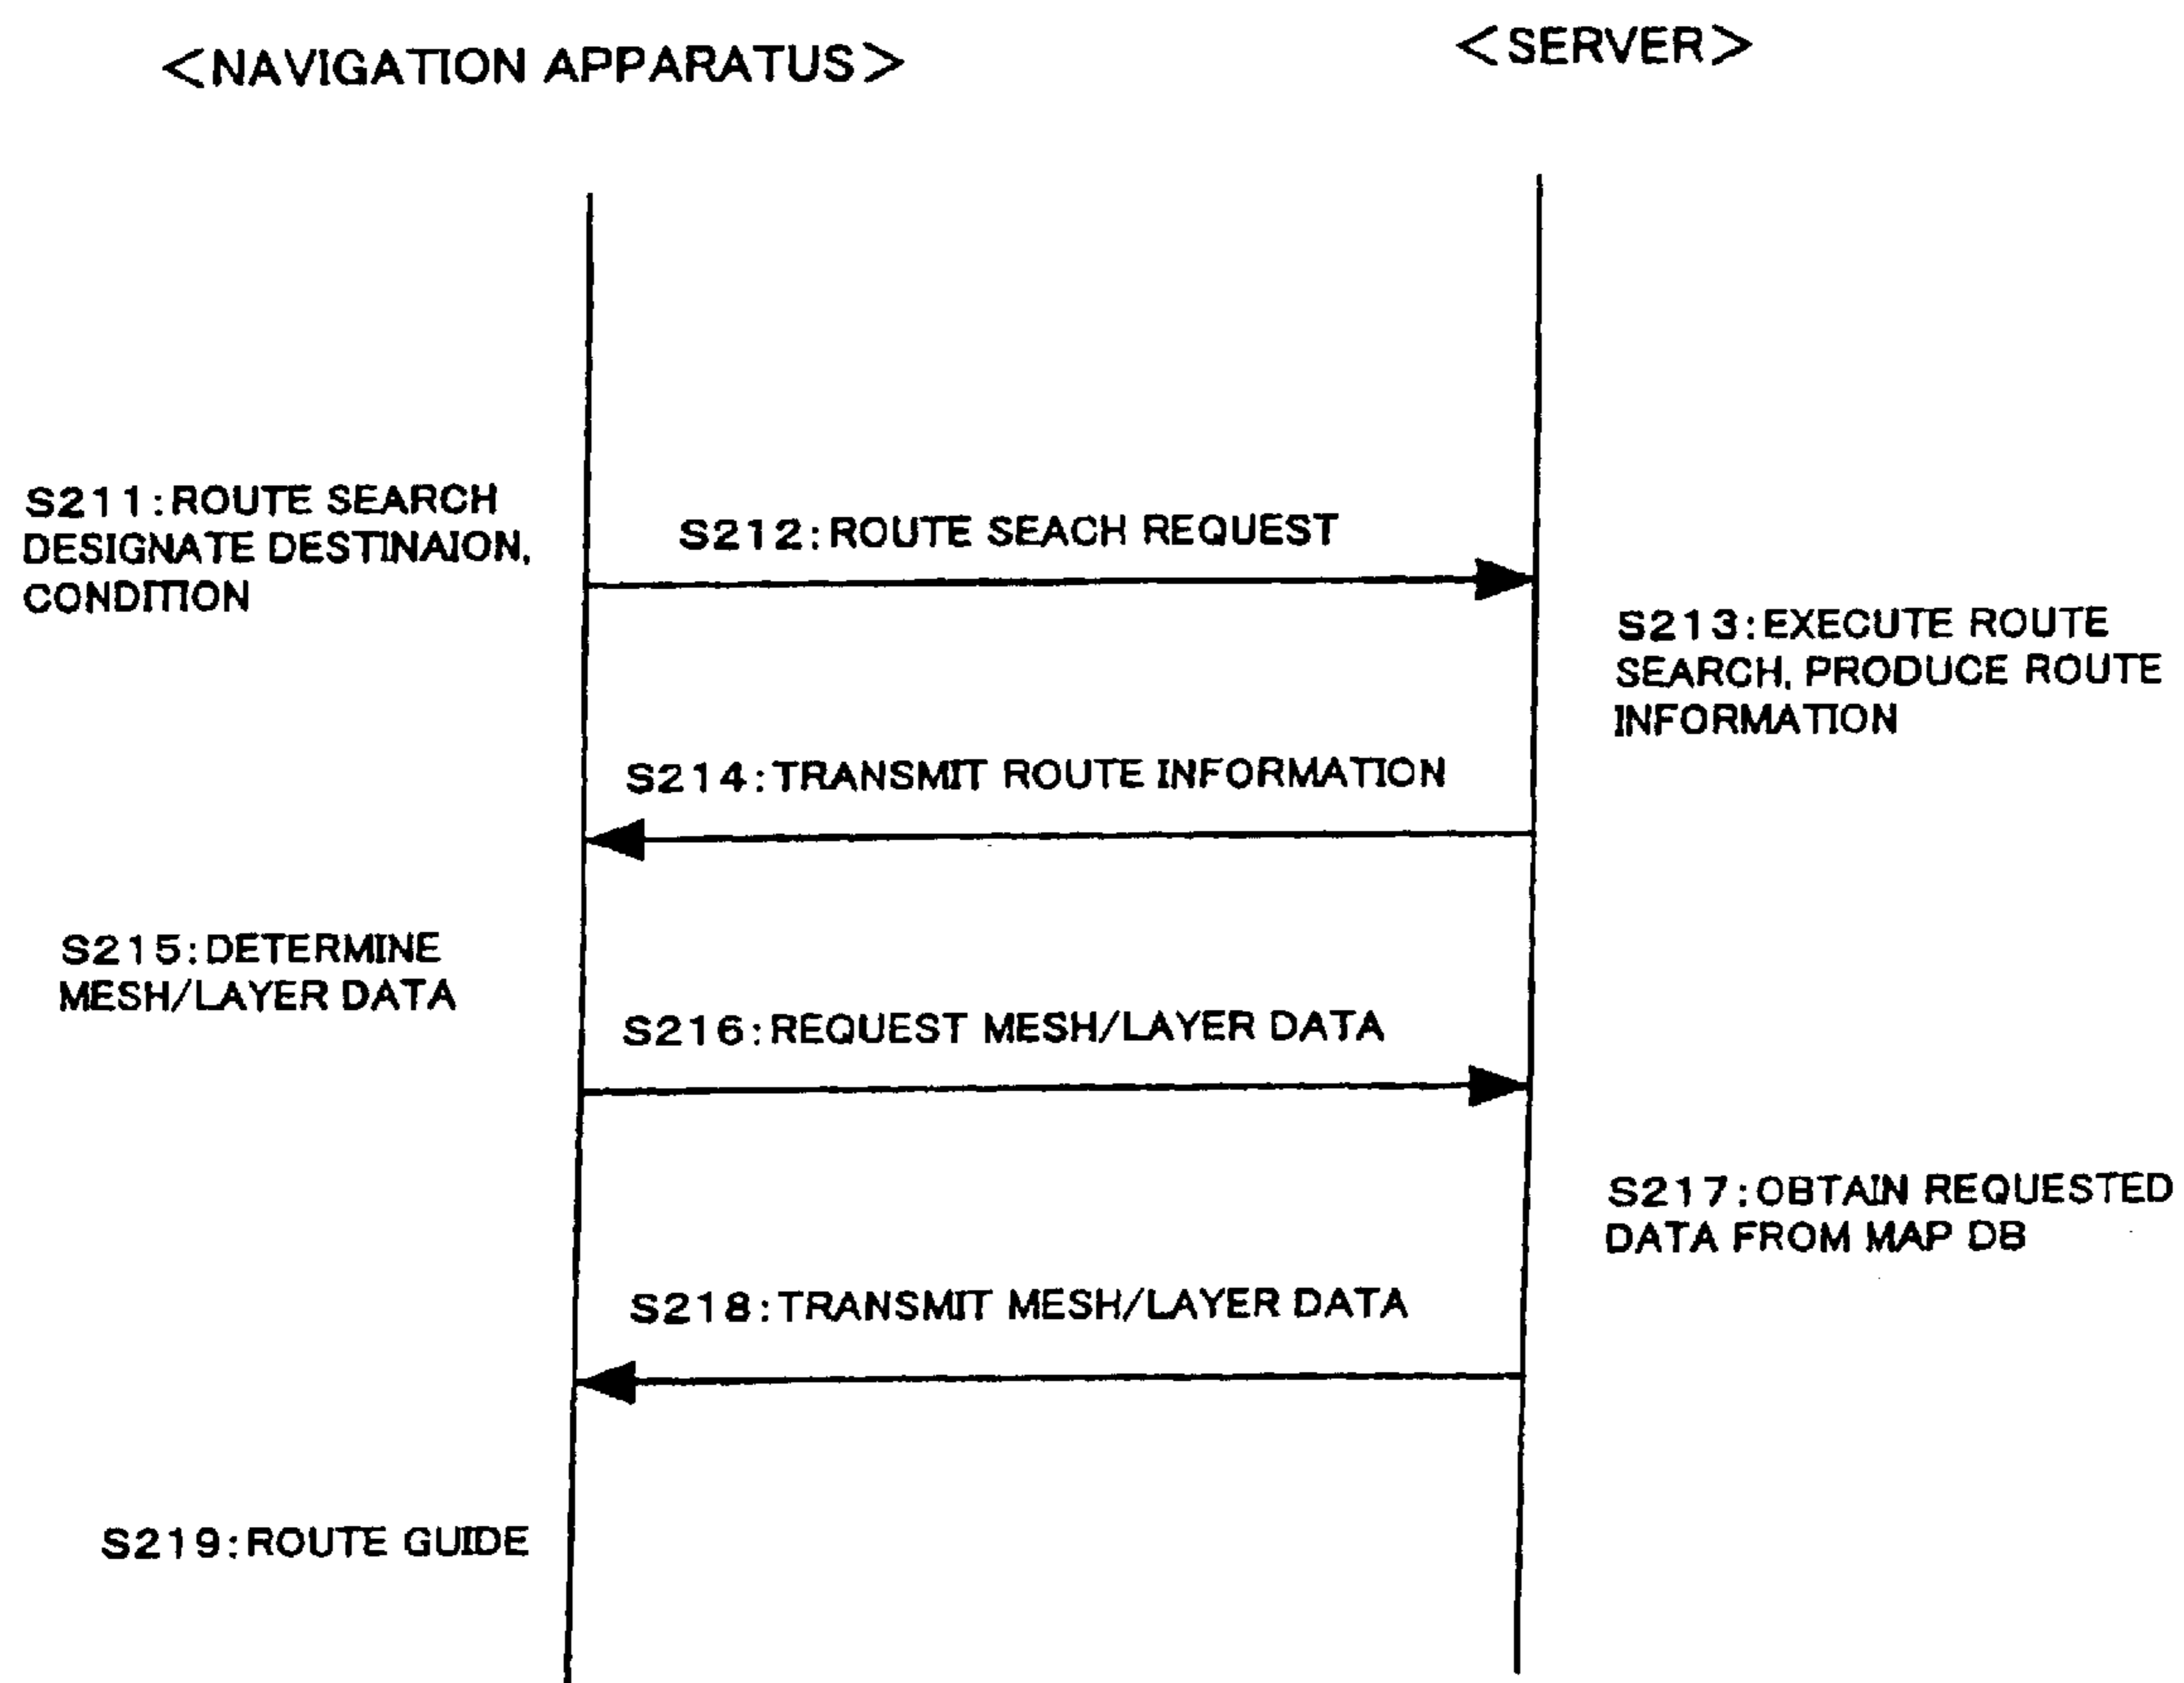 <NAVIGATION APPARATUS>
<SERVER>
S211:ROUTE SEARCH
DESIGNATE DESTINAION,
CONDITION
S212:ROUTE SEACH REQUEST
S213:EXECUTE ROUTE
SEARCH, PRODUCE ROUTE
INFORMATION
S214:TRANSMIT ROUTE INFORMATION
S215:DETERMINE
MESH/LAYER DATA
S216:REQUEST MESH/LAYER DATA
S217:OBTAIN REQUESTED
DATA FROM MAP DB
S218:TRANSMIT MESH/LAYER DATA
S219:ROUTE GUIDE